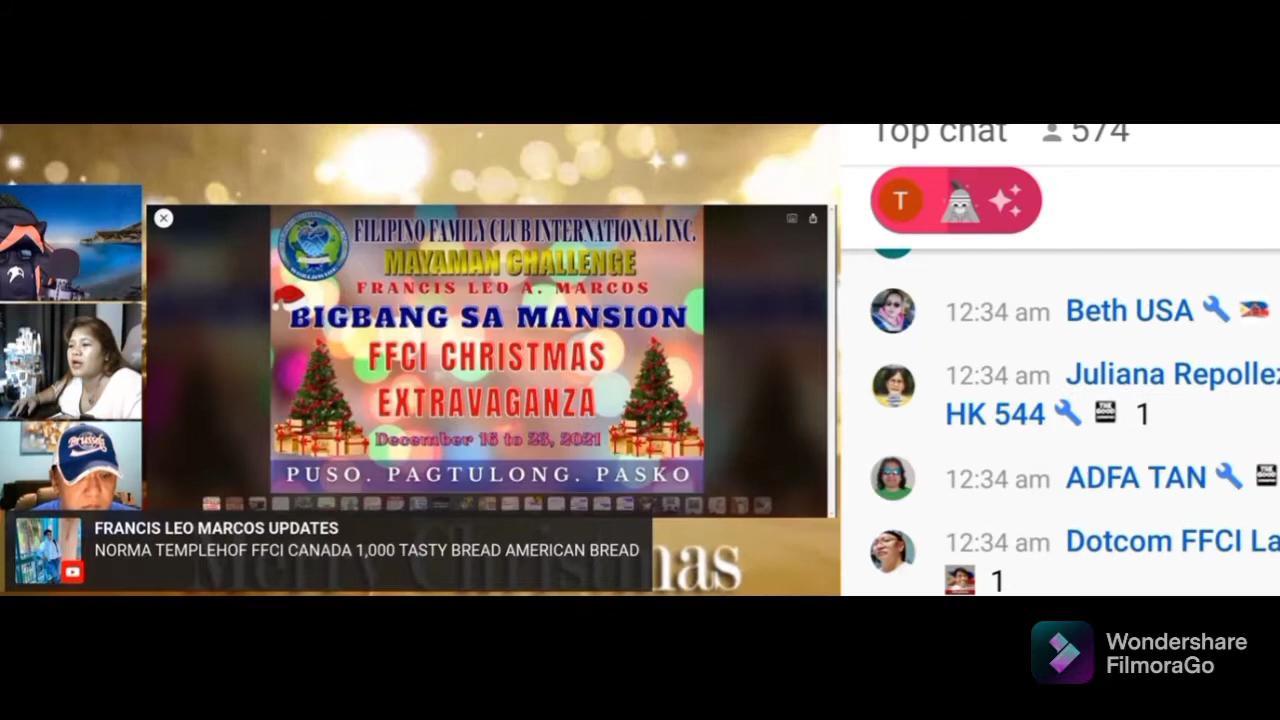 Top chat 574
T
FILIPINO FAMILY CLUB INTERNATIONAL INC.
MAYAMAN CHALLENGE
FRANCIS LEO A. MARCOS
BIGBANG SA MANSION
FFCI CHRISTMAS
EXTRAVAGANZA
December 16 to 23, 2021
PUSO. PAGTULONG. PASKO
Brussels
FRANCIS LEO MARCOS UPDATES
NORMA TEMPLEHOF FFCI CANADA 1,000 TASTY BREAD AMERICAN BREAD
Merry Christmas
12:34 am Beth USA
12:34 am Juliana Repollez
HK 544 1
12:34 am ADFA TAN
12:34 am Dotcom FFCI La
1
Wondershare
FilmoraGo